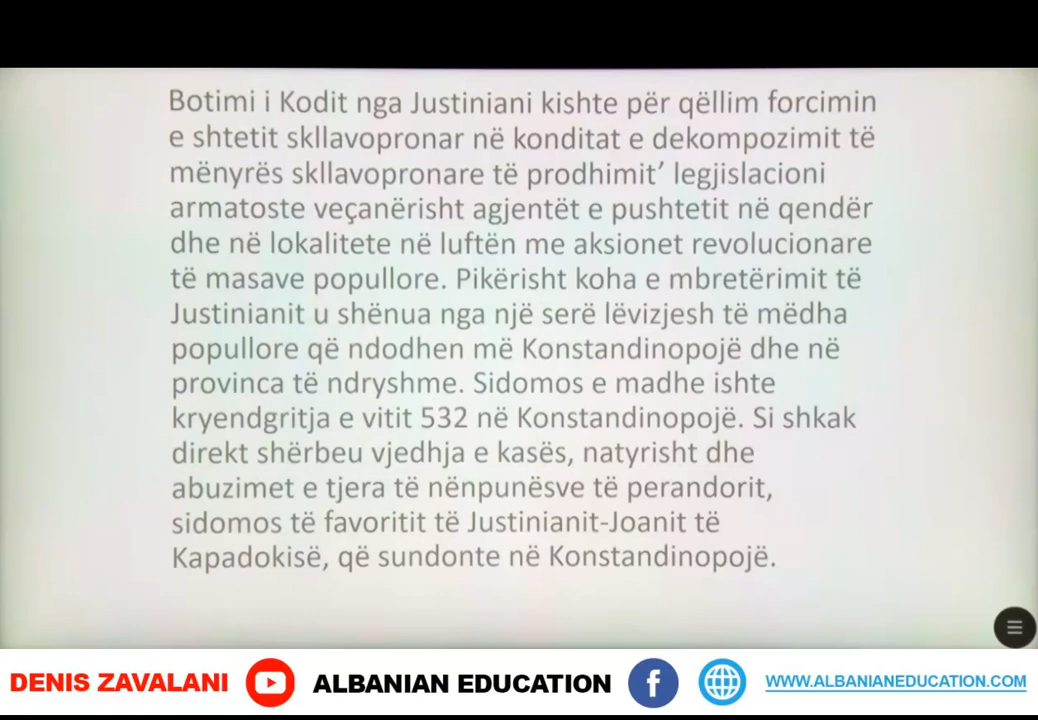 Botimi i Kodit nga Justiniani kishte për qëllim forcimin
e shtetit skllavopronar në konditat e dekompozimit të
mënyrës skllavopronare të prodhimit’ legjislacioni
armatoste veçanërisht agjentët e pushtetit në qendër
dhe në lokalitete në luftën me aksionet revolucionare
të masave popullore. Pikërisht koha e mbretërimit të
Justinianit u shënua nga një serë lëvizjesh të mëdha
popullore që ndodhen më Konstandinopojë dhe në
provinca të ndryshme. Sidomos e madhe ishte
kryendgritja e vitit 532 në Konstandinopojë. Si shkak
direkt shërbeu vjedhja e kasës, natyrisht dhe
abuzimet e tjera të nënpunësve të perandorit,
sidomos të favoritit të Justinianit-Joanit të
Kapadokisë, që sundonte në Konstandinopojë.
DENIS ZAVALANI ALBANIAN EDUCATION WWW.ALBANIANEDUCATION.COM